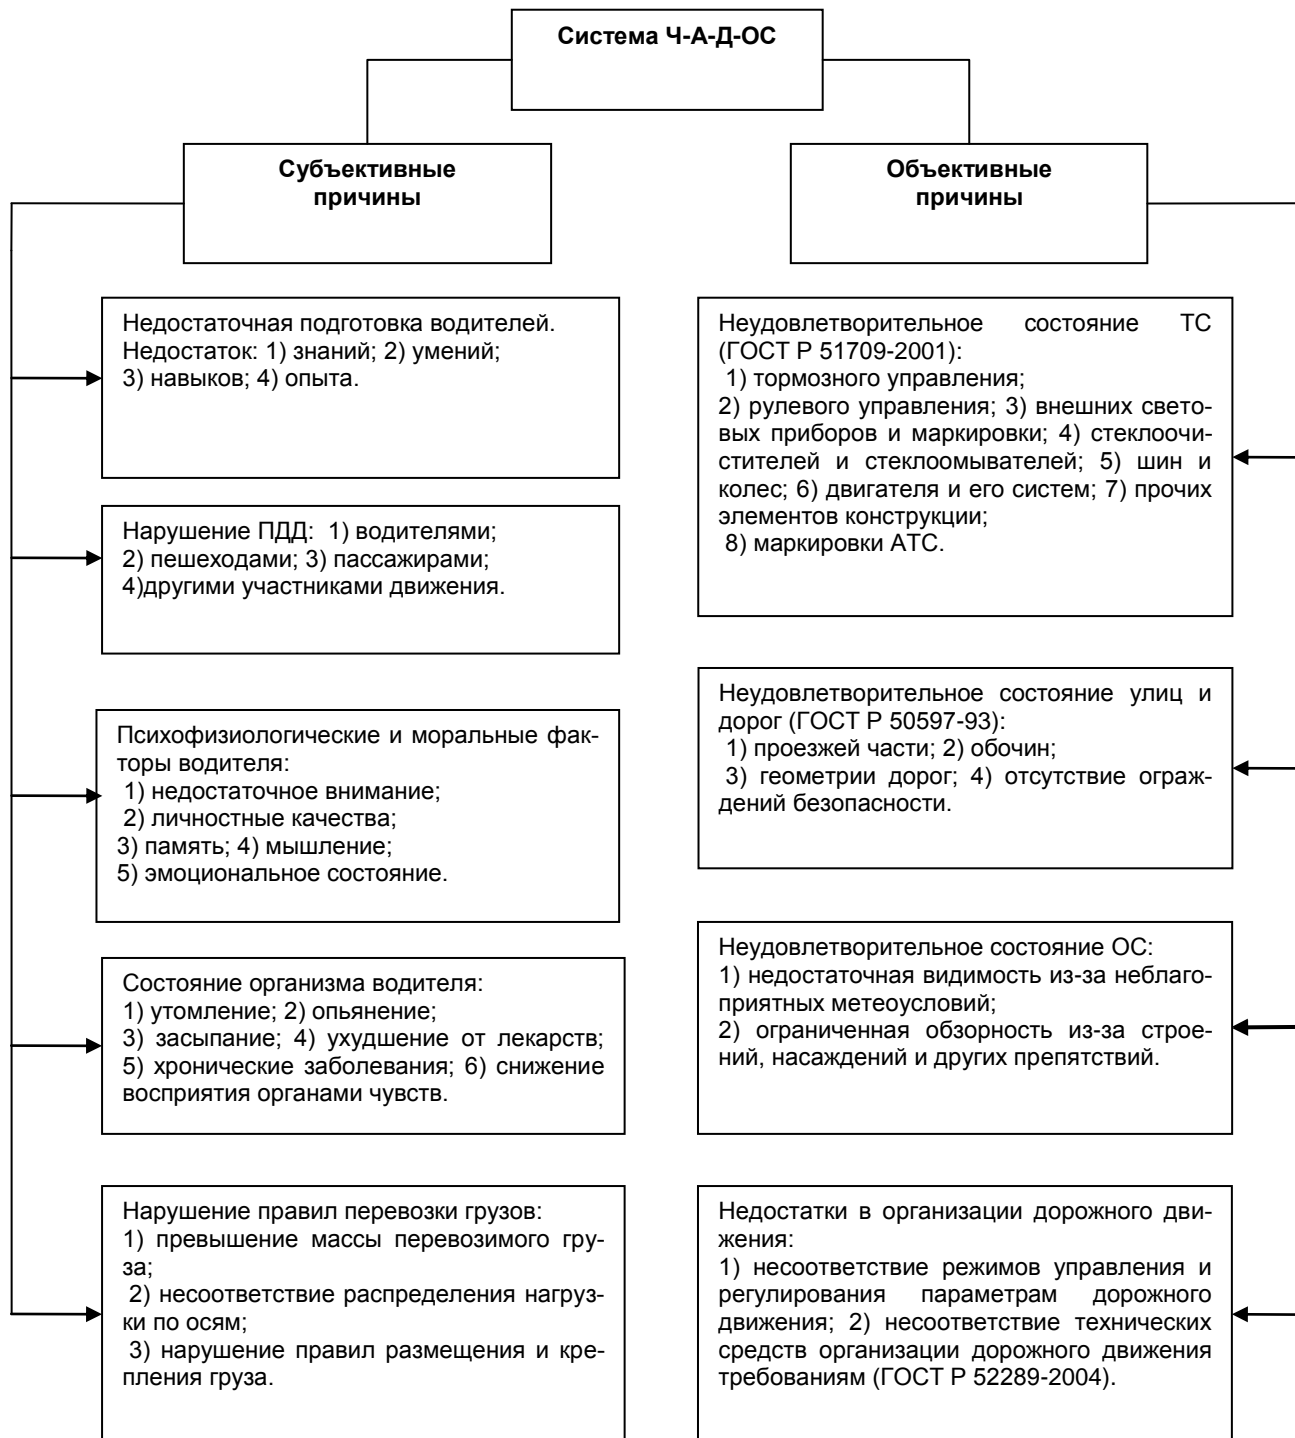 Система Ч-А-Д-ОС
Субъективные
причины
Объективные
причины
Недостаточная подготовка водителей.
Недостаток: 1) знаний; 2) умений;
3) навыков; 4) опыта.
Нарушение ПДД: 1) водителями;
2) пешеходами; 3) пассажирами;
4)другими участниками движения.
Психофизиологические и моральные фак-
торы водителя:
1) недостаточное внимание;
2) личностные качества;
3) память; 4) мышление;
5) эмоциональное состояние.
Состояние организма водителя:
1) утомление; 2) опьянение;
3) засыпание; 4) ухудшение от лекарств;
5) хронические заболевания; 6) снижение
восприятия органами чувств.
Нарушение правил перевозки грузов:
1) превышение массы перевозимого гру-
за;
2) несоответствие распределения нагруз-
ки по осям;
3) нарушение правил размещения и кре-
пления груза.
Неудовлетворительное состояние ТС
(ГОСТ Р 51709-2001):
1) тормозного управления;
2) рулевого управления; 3) внешних свето-
вых приборов и маркировки; 4) стеклоочи-
стителей и стеклоомывателей; 5) шин и
колес; 6) двигателя и его систем; 7) прочих
элементов конструкции;
8) маркировки АТС.
Неудовлетворительное состояние улиц и
дорог (ГОСТ Р 50597-93):
1) проезжей части; 2) обочин;
3) геометрии дорог; 4) отсутствие ограж-
дений безопасности.
Неудовлетворительное состояние ОС:
1) недостаточная видимость из-за неблаго-
приятных метеоусловий;
2) ограниченная обзорность из-за строе-
ний, насаждений и других препятствий.
Недостатки в организации дорожного дви-
жения:
1) несоответствие режимов управления и
регулирования параметрам дорожного
движения; 2) несоответствие технических
средств организации дорожного движения
требованиям (ГОСТ Р 52289-2004).